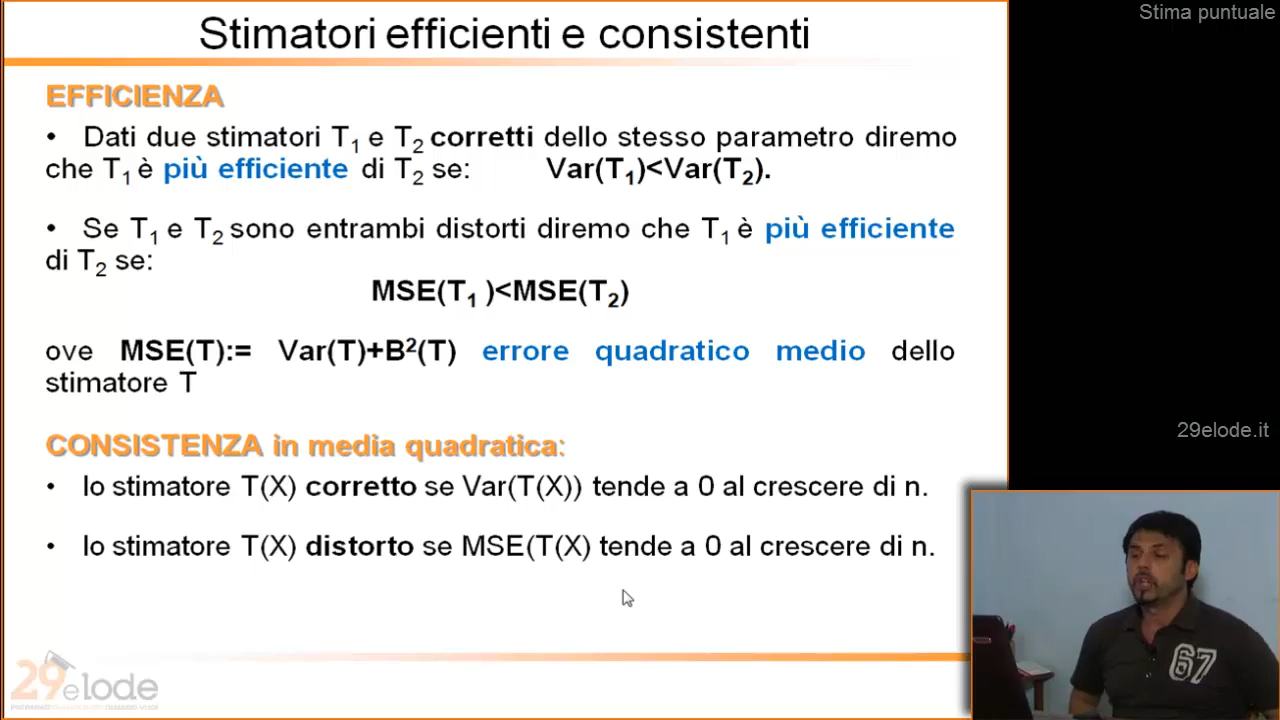 Stima puntuale
Stimatori efficienti e consistenti
EFFICIENZA
• Dati due stimatori T1 e T2 corretti dello stesso parametro diremo
che T1 è più efficiente di T2 se: Var(T1)<Var(T2).
• Se T1 e T2 sono entrambi distorti diremo che T1 è più efficiente
di T2 se:
MSE(T1 )<MSE(T2)
ove MSE(T):= Var(T)+B²(T) errore quadratico medio dello
stimatore T
CONSISTENZA in media quadratica:
• lo stimatore T(X) corretto se Var(T(X)) tende a 0 al crescere di n.
• lo stimatore T(X) distorto se MSE(T(X) tende a 0 al crescere di n.
29elode.it
67
29elode